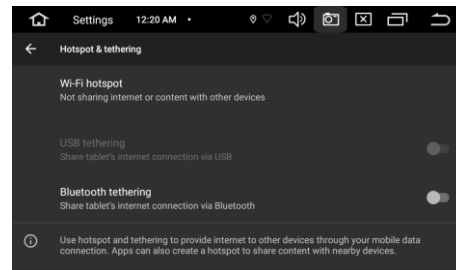 Settings 12:20 AM
Hotspot & tethering
Wi-Fi hotspot
Not sharing internet or content with other devices
USB tethering
Share tablet's internet connection via USB
Bluetooth tethering
Share tablet's internet connection via Bluetooth
Use hotspot and tethering to provide internet to other devices through your mobile data
connection. Apps can also create a hotspot to share content with nearby devices.